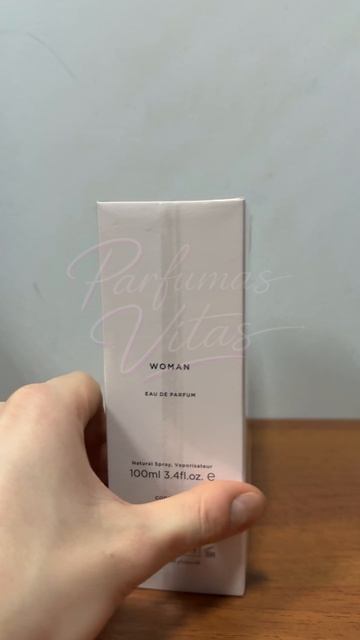 Parfumas
Vitas
WOMAN
EAU DE PARFUM
Natural Spray, Vaporisateur
100ml 3.4fl.oz. e